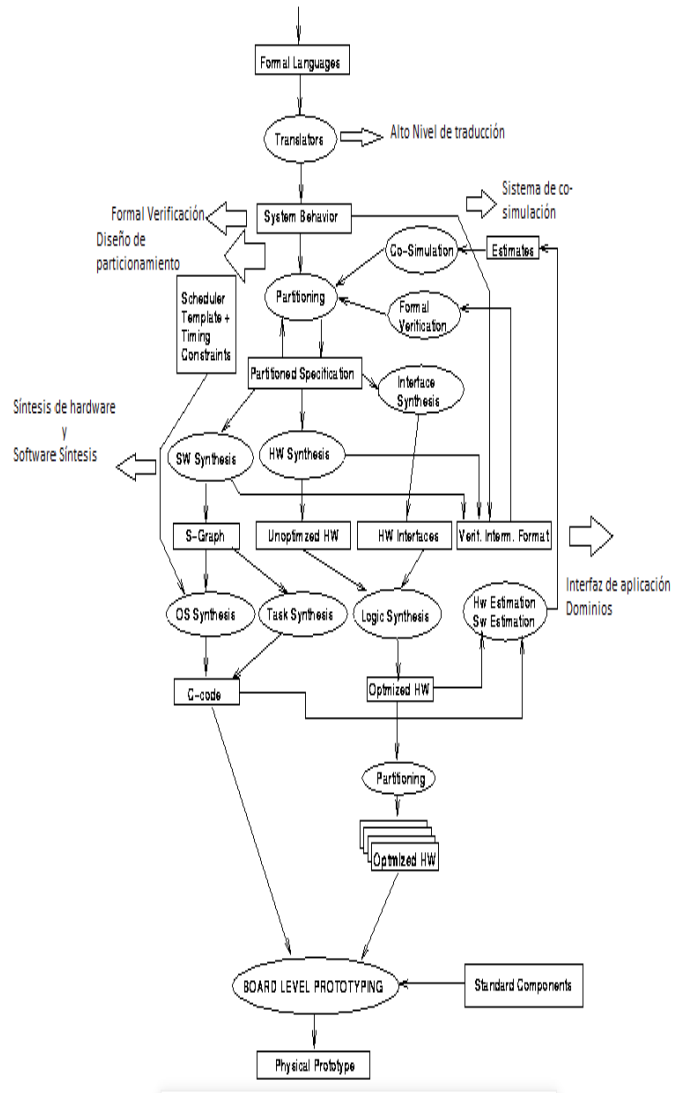 Formal Languages
Translators
Alto Nivel de traducción
Sistema de co-
simulación
Formal Verificación
Diseño de
particionamiento
System Behavior
Co-Simulation
Estimates
Partitioning
Formal
Verification
Scheduler
Template +
Timing
Constraints
Partitioned Specification
Interface
Synthesis
Síntesis de hardware
y
Software Síntesis
SW Synthesis
HW Synthesis
S-Graph
Unoptimzed HW
HW Interfaces
Verif. Interm. Format
Interfaz de aplicación
Dominios
OS Synthesis
Task Synthesis
Logic Synthesis
Hw Estimation
Sw Estimation
C-code
Optmized HW
Partitioning
Optmized HW
BOARD LEVEL PROTOTYPING
Standard Components
Physical Prototype